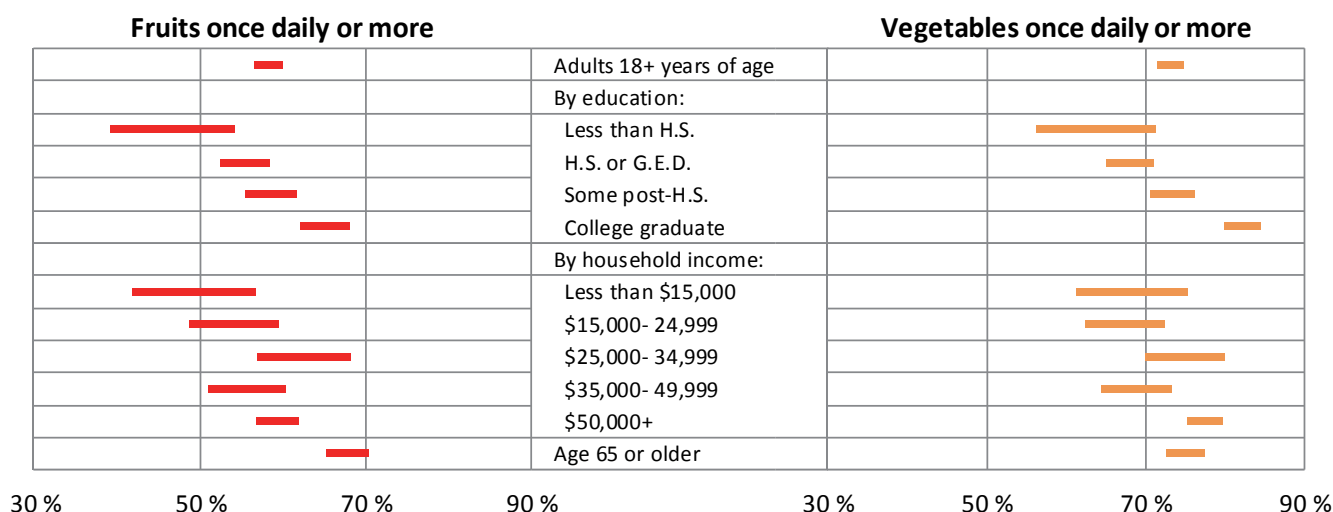 Fruits once daily or more
Vegetables once daily or more
Adults 18+ years of age
By education:
Less than H.S.
H.S. or G.E.D.
Some post-H.S.
College graduate
By household income:
Less than $15,000
$15,000- 24,999
$25,000- 34,999
$35,000- 49,999
$50,000+
Age 65 or older
30 % 50 % 70 % 90 % 30 % 50 % 70 % 90 %